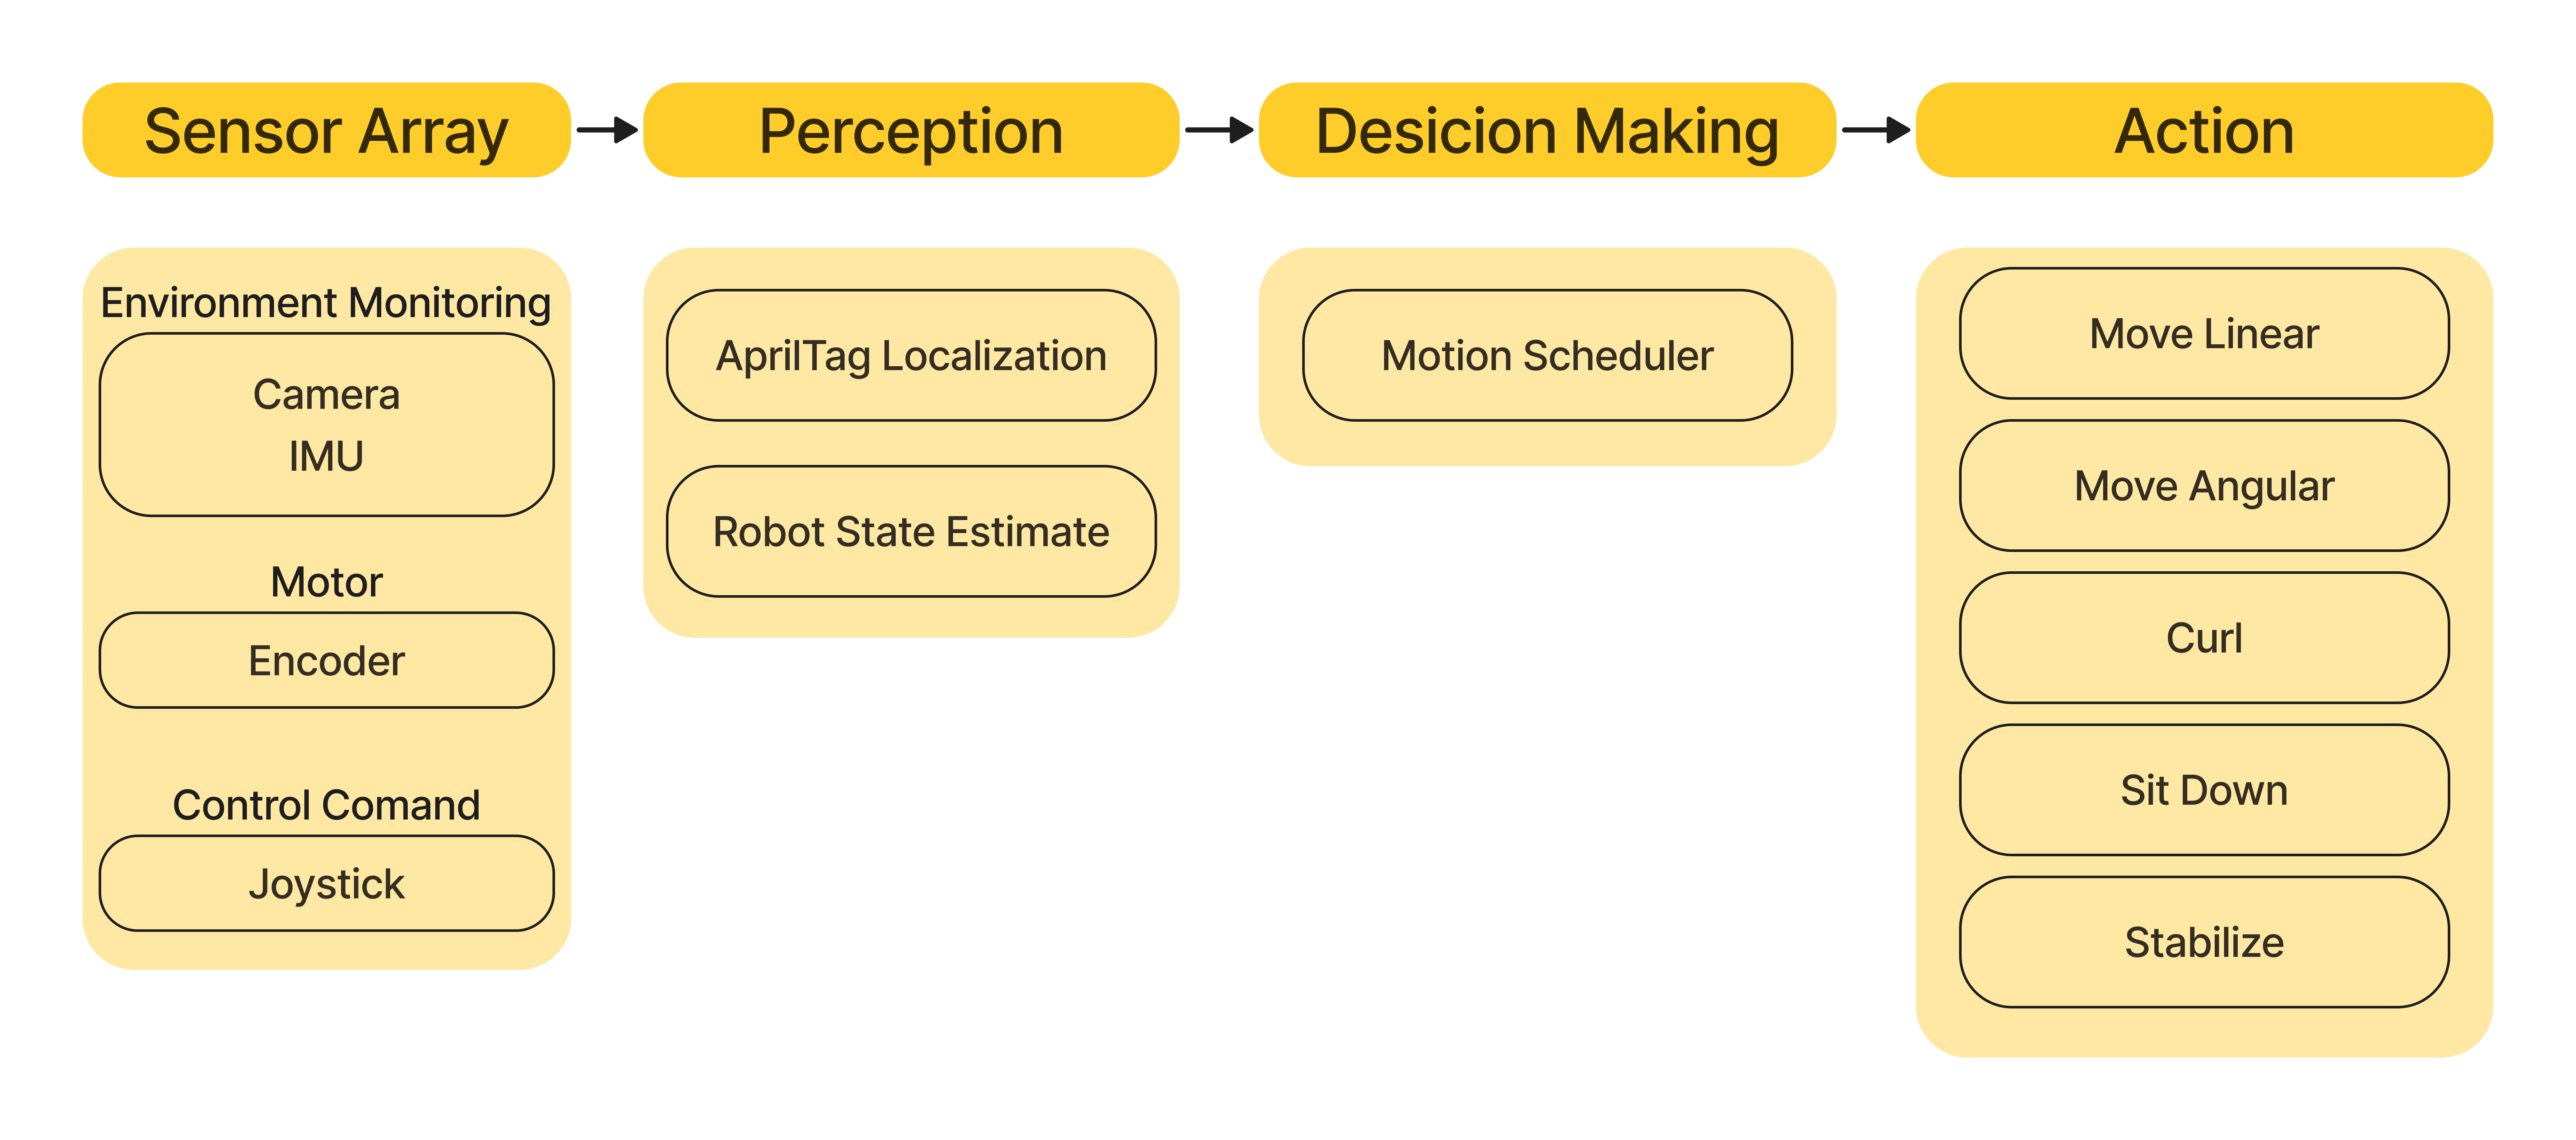 Sensor Array
Perception
Desicion Making
Action
Environment Monitoring
Camera
IMU
Motor
Encoder
Control Comand
Joystick
AprilTag Localization
Robot State Estimate
Motion Scheduler
Move Linear
Move Angular
Curl
Sit Down
Stabilize